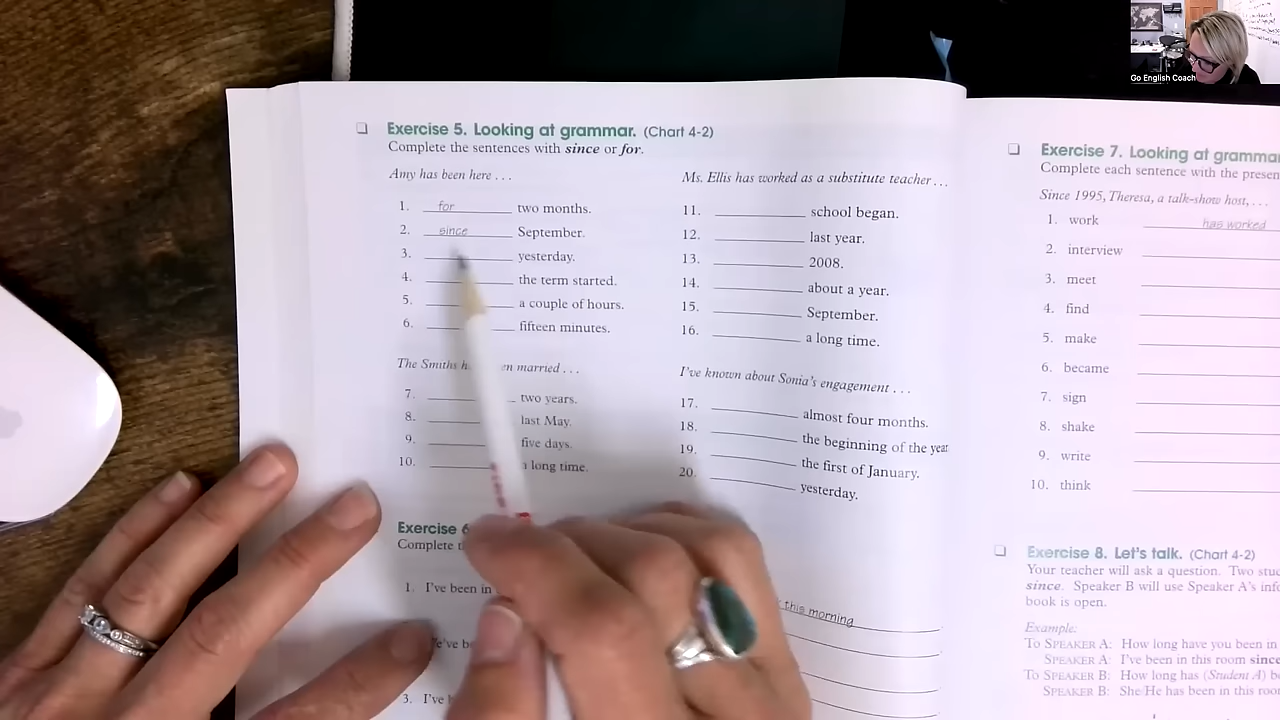 Go English Coach
Exercise 5. Looking at grammar. (Chart 4-2)
Complete the sentences with since or for.
Amy has been here . . .
1. for two months.
2. since September.
3. yesterday.
4. the term started.
5. a couple of hours.
6. fifteen minutes.
The Smiths married . . .
7. two years.
8. last May.
9. five days.
10. a long time.
Ms. Ellis has worked as a substitute teacher . . .
11. school began.
12. last year.
13. 2008.
14. about a year.
15. September.
16. a long time.
I've known about Sonia's engagement . . .
17. almost four months.
18. the beginning of the year
19. the first of January.
20. yesterday.
Exercise 6
Complete
1. I've been in
this morning
3. I've
Exercise 7. Looking at gramma
Complete each sentence with the presen
Since 1995, Theresa, a talk-show host, . . .
1. work has worked
2. interview
3. meet
4. find
5. make
6. became
7. sign
8. shake
9. write
10. think
Exercise 8. Let's talk. (Chart 4-2)
Your teacher will ask a question. Two stu
since. Speaker B will use Speaker A's info
book is open.
Example:
To SPEAKER A: How long have you been in
SPEAKER A: I've been in this room since
To SPEAKER B: How long has (Student A) be
SPEAKER B: She/He has been in this roo